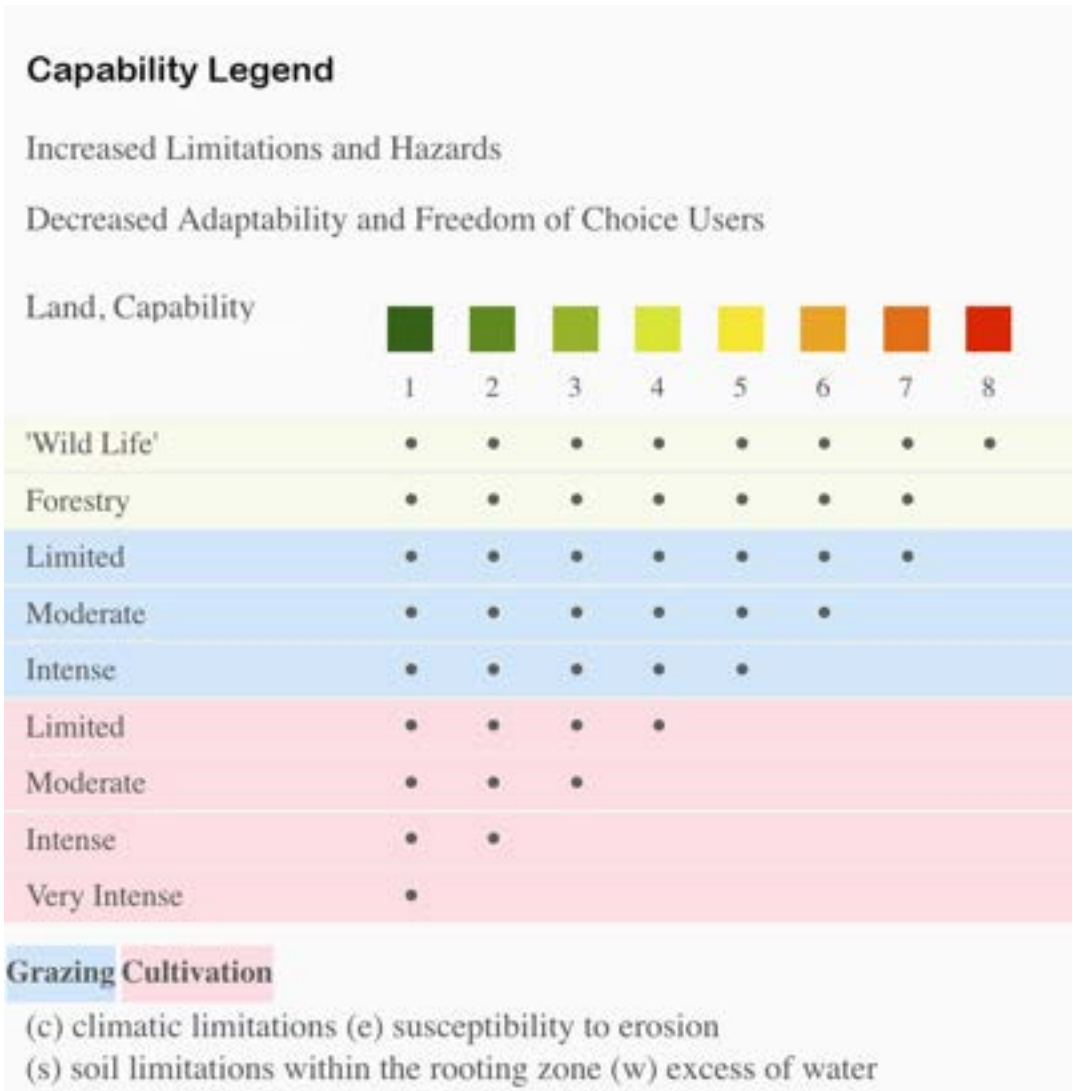 Capability Legend
Increased Limitations and Hazards
Decreased Adaptability and Freedom of Choice Users
Land, Capability
1 2 3 4 5 6 7 8
'Wild Life'
Forestry
Limited
Moderate
Intense
Limited
Moderate
Intense
Very Intense
Grazing Cultivation
(c) climatic limitations (e) susceptibility to erosion
(s) soil limitations within the rooting zone (w) excess of water